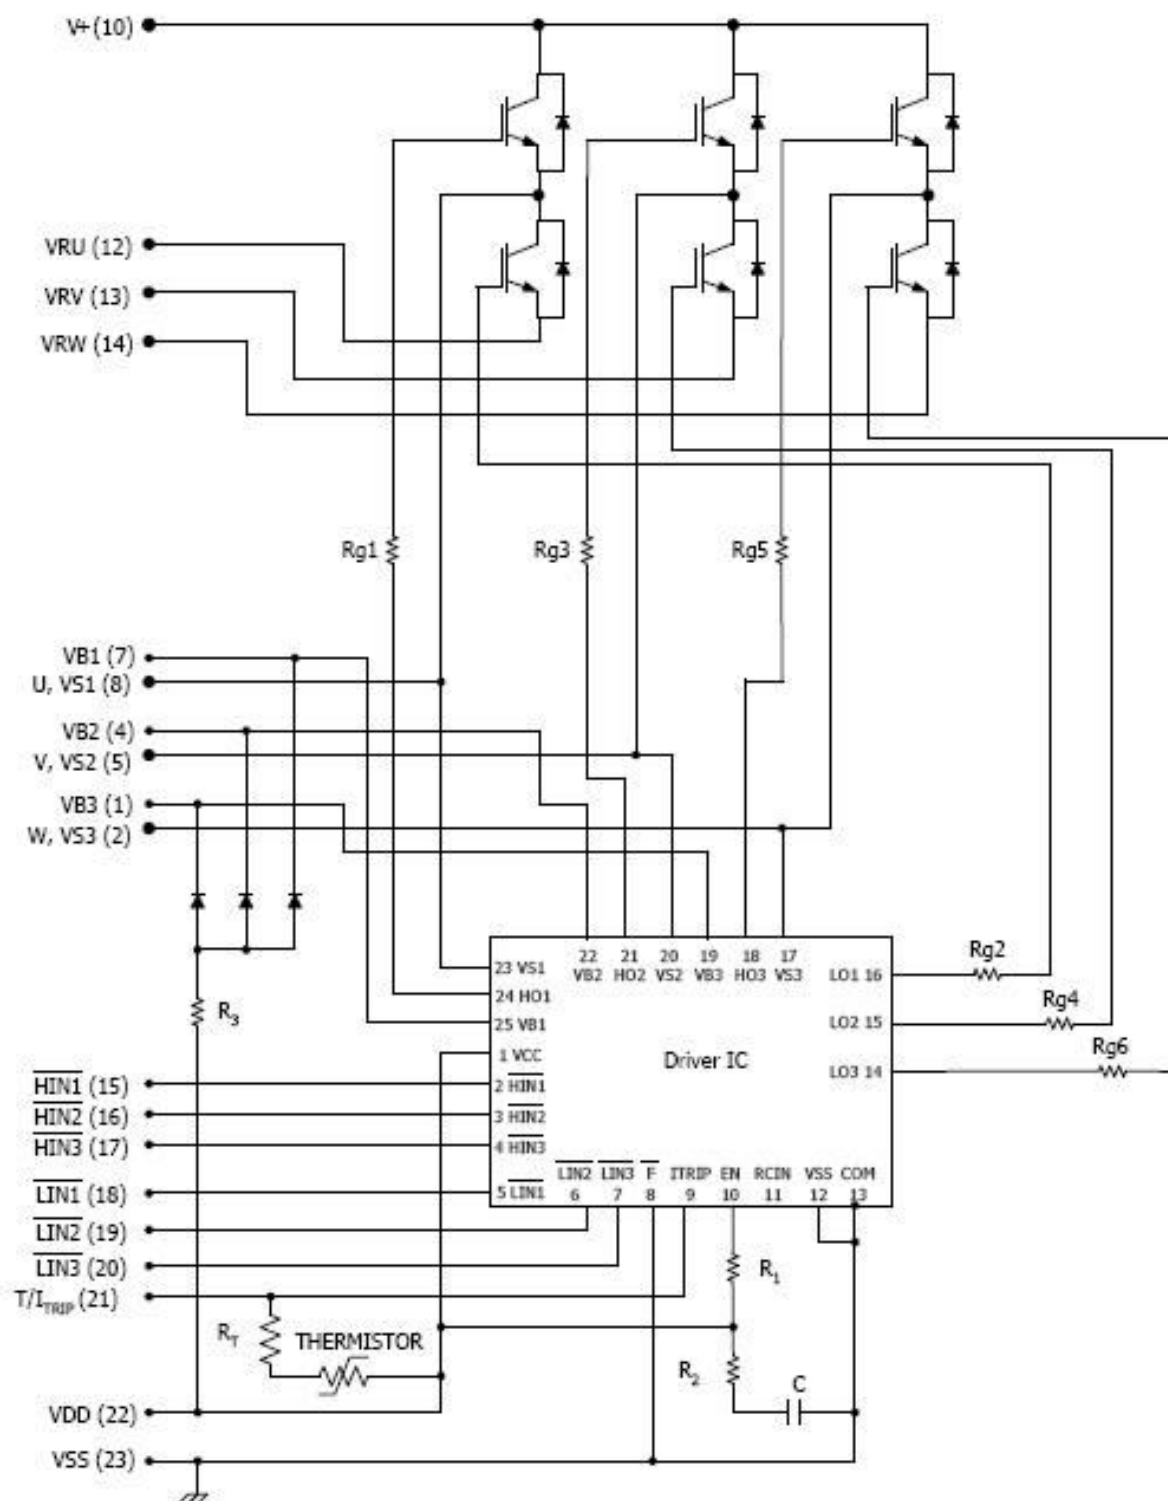 V+(10)
VRU (12)
VRV (13)
VRW (14)
Rg1
Rg3
Rg5
VB1 (7)
U, VS1 (8)
VB2 (4)
V, VS2 (5)
VB3 (1)
W, VS3 (2)
R3
22 21 20 19 18 17
VB2 HO2 VS2 VB3 HO3 VS3
23 VS1
24 HO1
25 VB1
1 VCC
2 HIN1
3 HIN2
4 HIN3
5 LIN1
Driver IC
LO1 16
LO2 15
LO3 14
Rg2
Rg4
Rg6
LIN2 LIN3 F ITRIP EN RCIN VSS COM
6 7 8 9 10 11 12 13
HIN1 (15)
HIN2 (16)
HIN3 (17)
LIN1 (18)
LIN2 (19)
LIN3 (20)
T/ITRIP (21)
R1
RT
THERMISTOR
R2
C
VDD (22)
VSS (23)